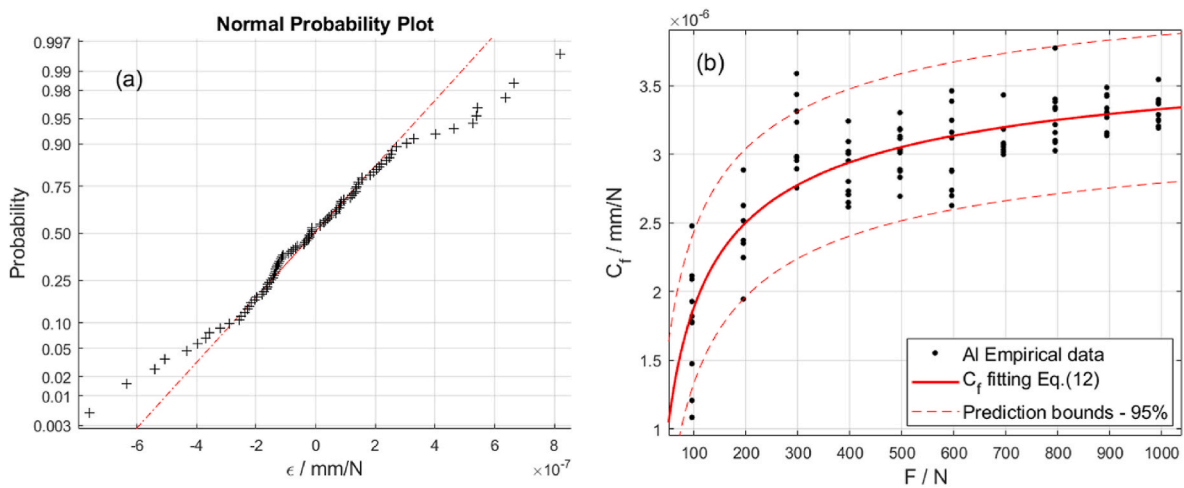 Normal Probability Plot
(a)
Probability
0.997
0.99
0.98
0.95
0.90
0.75
0.50
0.25
0.10
0.05
0.02
0.01
0.003
-6 -4 -2 0 2 4 6 8
×10⁻⁷
ϵ / mm/N
×10⁻⁶
(b)
C_f / mm/N
3.5
3
2.5
2
1.5
1
100 200 300 400 500 600 700 800 900 1000
F / N
Al Empirical data
C_f fitting Eq.(12)
Prediction bounds - 95%